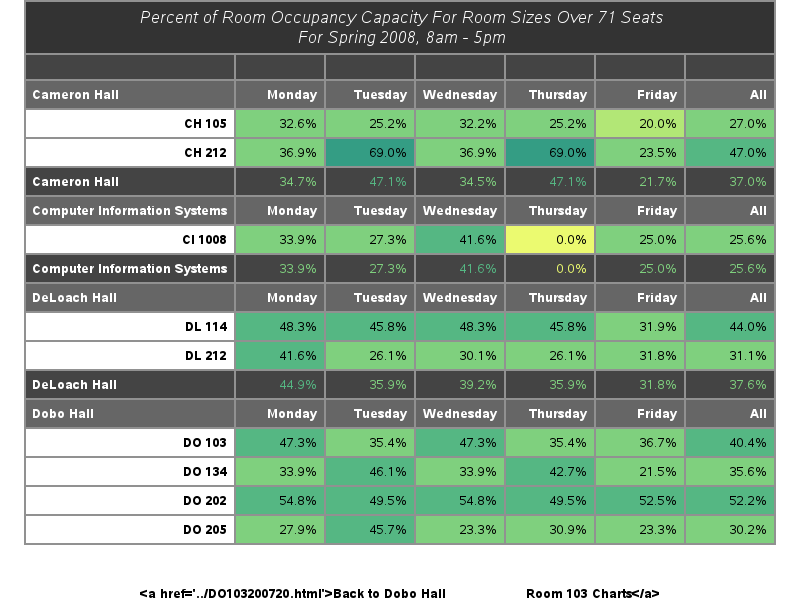 Percent of Room Occupancy Capacity For Room Sizes Over 71 Seats
For Spring 2008, 8am - 5pm
Cameron Hall Monday Tuesday Wednesday Thursday Friday All
CH 105 32.6% 25.2% 32.2% 25.2% 20.0% 27.0%
CH 212 36.9% 69.0% 36.9% 69.0% 23.5% 47.0%
Cameron Hall 34.7% 47.1% 34.5% 47.1% 21.7% 37.0%
Computer Information Systems Monday Tuesday Wednesday Thursday Friday All
CI 1008 33.9% 27.3% 41.6% 0.0% 25.0% 25.6%
Computer Information Systems 33.9% 27.3% 41.6% 0.0% 25.0% 25.6%
DeLoach Hall Monday Tuesday Wednesday Thursday Friday All
DL 114 48.3% 45.8% 48.3% 45.8% 31.9% 44.0%
DL 212 41.6% 26.1% 30.1% 26.1% 31.8% 31.1%
DeLoach Hall 44.9% 35.9% 39.2% 35.9% 31.8% 37.6%
Dobo Hall Monday Tuesday Wednesday Thursday Friday All
DO 103 47.3% 35.4% 47.3% 35.4% 36.7% 40.4%
DO 134 33.9% 46.1% 33.9% 42.7% 21.5% 35.6%
DO 202 54.8% 49.5% 54.8% 49.5% 52.5% 52.2%
DO 205 27.9% 45.7% 23.3% 30.9% 23.3% 30.2%
<a href='../DO103200720.html'>Back to Dobo Hall Room 103 Charts</a>